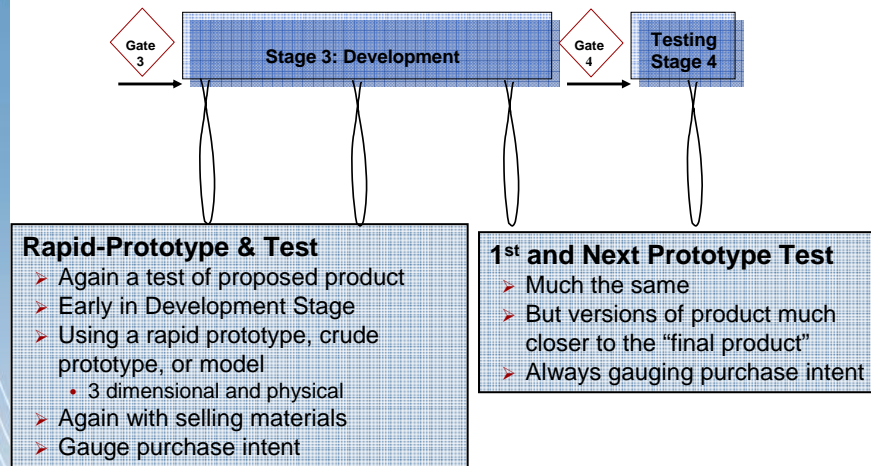 Gate
3
Stage 3: Development
Gate
4
Testing
Stage 4
Rapid-Prototype & Test
➢ Again a test of proposed product
➢ Early in Development Stage
➢ Using a rapid prototype, crude
prototype, or model
• 3 dimensional and physical
➢ Again with selling materials
➢ Gauge purchase intent
1st and Next Prototype Test
➢ Much the same
➢ But versions of product much
closer to the “final product”
➢ Always gauging purchase intent